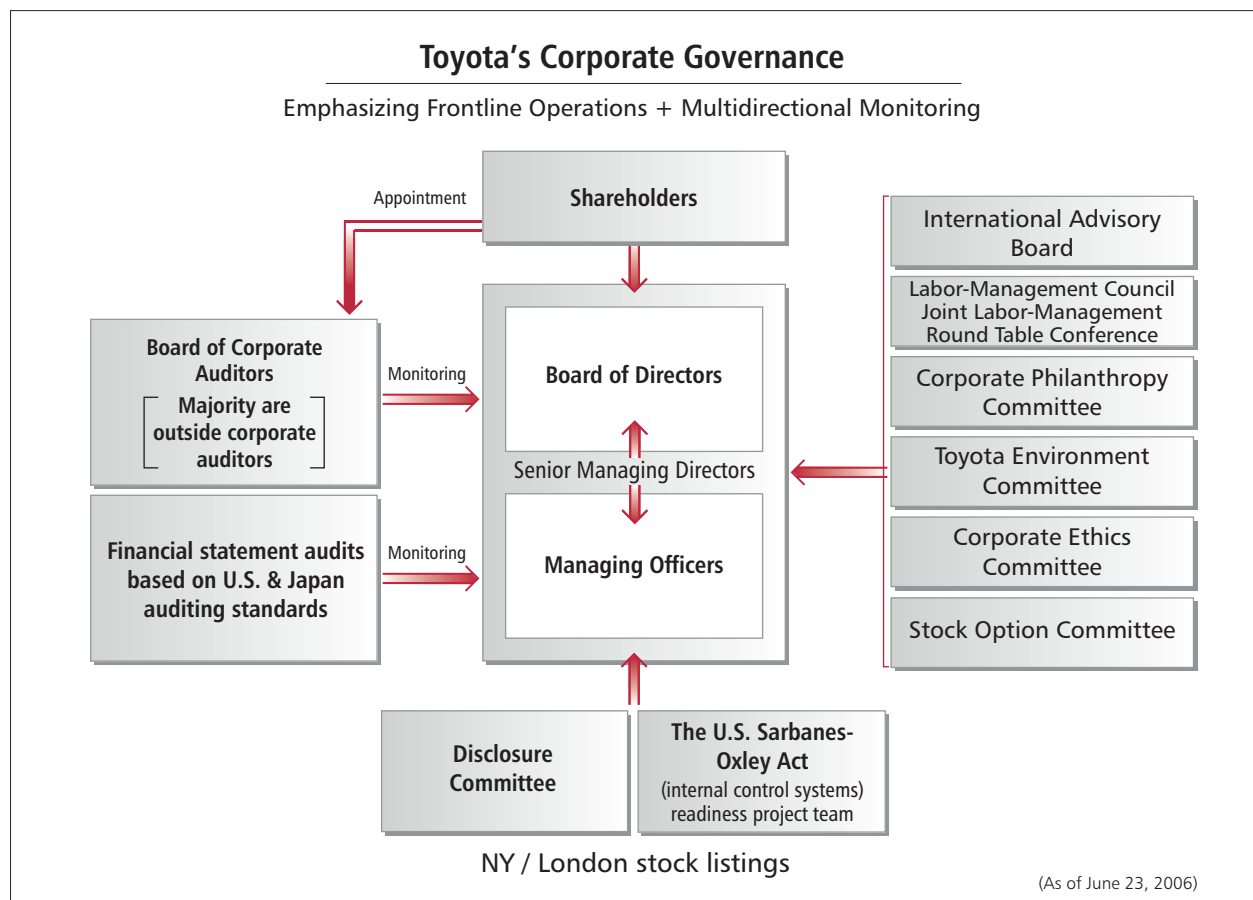 Toyota's Corporate Governance
Emphasizing Frontline Operations + Multidirectional Monitoring
Shareholders
Appointment
Board of Corporate
Auditors
Majority are
outside corporate
auditors
Monitoring
Financial statement audits
based on U.S. & Japan
auditing standards
Monitoring
Board of Directors
Senior Managing Directors
Managing Officers
International Advisory
Board
Labor-Management Council
Joint Labor-Management
Round Table Conference
Corporate Philanthropy
Committee
Toyota Environment
Committee
Corporate Ethics
Committee
Stock Option Committee
Disclosure
Committee
The U.S. Sarbanes-
Oxley Act
(internal control systems)
readiness project team
NY / London stock listings
(As of June 23, 2006)